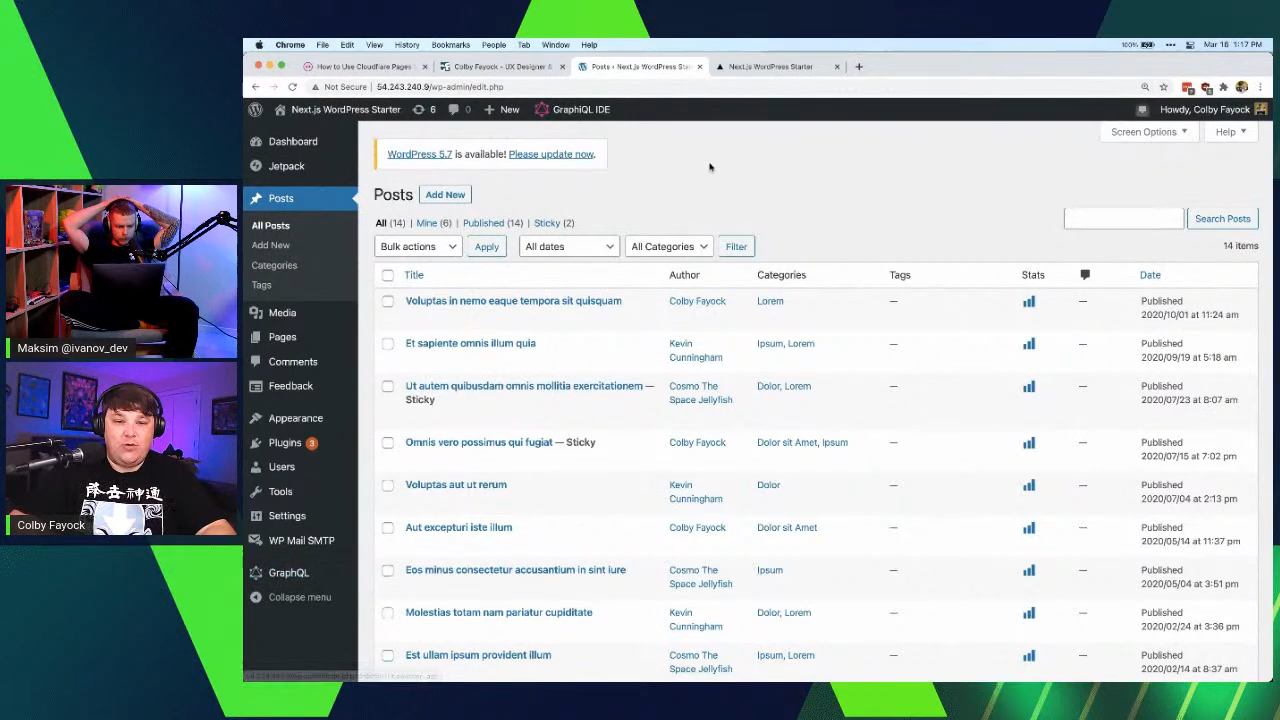 Chrome File Edit View History Bookmarks People Tab Window Help
100% Mar 16 1:17 PM
How to Use Cloudflare Pages
Colby Fayock - UX Designer &
Posts ‹ Next.js WordPress Star
Next.js WordPress Starter
Not Secure | 54.243.240.9/wp-admin/edit.php
Next.js WordPress Starter 6 0 New GraphiQL IDE
Howdy, Colby Fayock
Dashboard
Jetpack
Posts
All Posts
Add New
Categories
Tags
Media
Pages
Comments
Feedback
Appearance
Plugins 3
Users
Tools
Settings
WP Mail SMTP
GraphQL
Collapse menu
Screen Options
Help
WordPress 5.7 is available! Please update now.
Posts Add New
All (14) | Mine (6) | Published (14) | Sticky (2)
Search Posts
Bulk actions Apply All dates All Categories Filter
14 items
Title Author Categories Tags Stats Date
Voluptas in nemo eaque tempora sit quisquam Colby Fayock Lorem — — Published
2020/10/01 at 11:24 am
Et sapiente omnis illum quia Kevin Ipsum, Lorem — — Published
Cunningham 2020/09/19 at 5:18 am
Ut autem quibusdam omnis mollitia exercitationem — Cosmo The Dolor, Lorem — — Published
Sticky Space Jellyfish 2020/07/23 at 8:07 am
Omnis vero possimus qui fugiat — Sticky Colby Fayock Dolor sit Amet, Ipsum — — Published
2020/07/15 at 7:02 pm
Voluptas aut ut rerum Kevin Dolor — — Published
Cunningham 2020/07/04 at 2:13 pm
Aut excepturi iste illum Colby Fayock Dolor sit Amet — — Published
2020/05/14 at 11:37 pm
Eos minus consectetur accusantium in sint iure Cosmo The Ipsum — — Published
Space Jellyfish 2020/05/04 at 3:51 pm
Molestias totam nam pariatur cupiditate Kevin Dolor, Lorem — — Published
Cunningham 2020/02/24 at 3:36 pm
Est ullam ipsum provident illum Cosmo The Ipsum, Lorem — — Published
Space Jellyfish 2020/02/14 at 8:37 am
Maksim @ivanov_dev
Colby Fayock